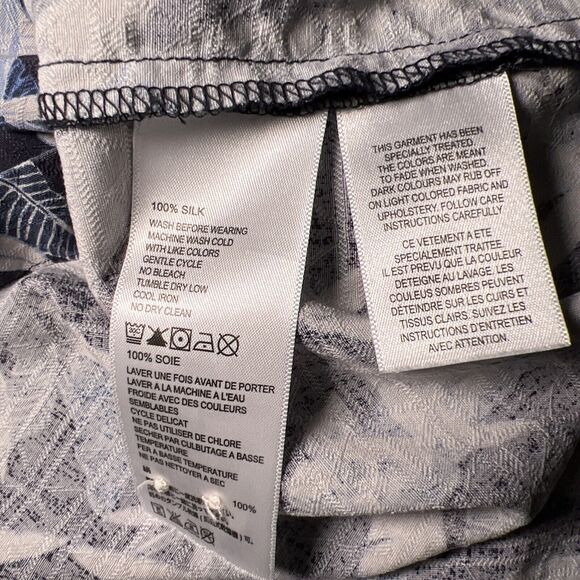 100% SILK
WASH BEFORE WEARING
MACHINE WASH COLD
WITH LIKE COLORS
GENTLE CYCLE
NO BLEACH
TUMBLE DRY LOW
COOL IRON
NO DRY CLEAN
100% SOIE
LAVER UNE FOIS AVANT DE PORTER
LAVER A LA MACHINE A L'EAU
FROIDE AVEC DES COULEURS
SEMBLABLES
CYCLE DELICAT
NE PAS UTILISER DE CHLORE
SECHER PAR CULBUTAGE A BASSE
TEMPERATURE
FER A BASSE TEMPERATURE
NE PAS NETTOYER A SEC
100%
THIS GARMENT HAS BEEN
SPECIALLY TREATED.
THE COLORS ARE MEANT
TO FADE WHEN WASHED.
DARK COLOURS MAY RUB OFF
ON LIGHT COLORED FABRIC AND
UPHOLSTERY. FOLLOW CARE
INSTRUCTIONS CAREFULLY
CE VETEMENT A ETE
SPECIALEMENT TRAITEE.
IL EST PREVU QUE LA COULEUR
DETEIGNE AU LAVAGE. LES
COULEURS SOMBRES PEUVENT
DETEINDRE SUR LES CUIRS ET
TISSUS CLAIRS. SUIVEZ LES
INSTRUCTIONS D'ENTRETIEN
AVEC ATTENTION